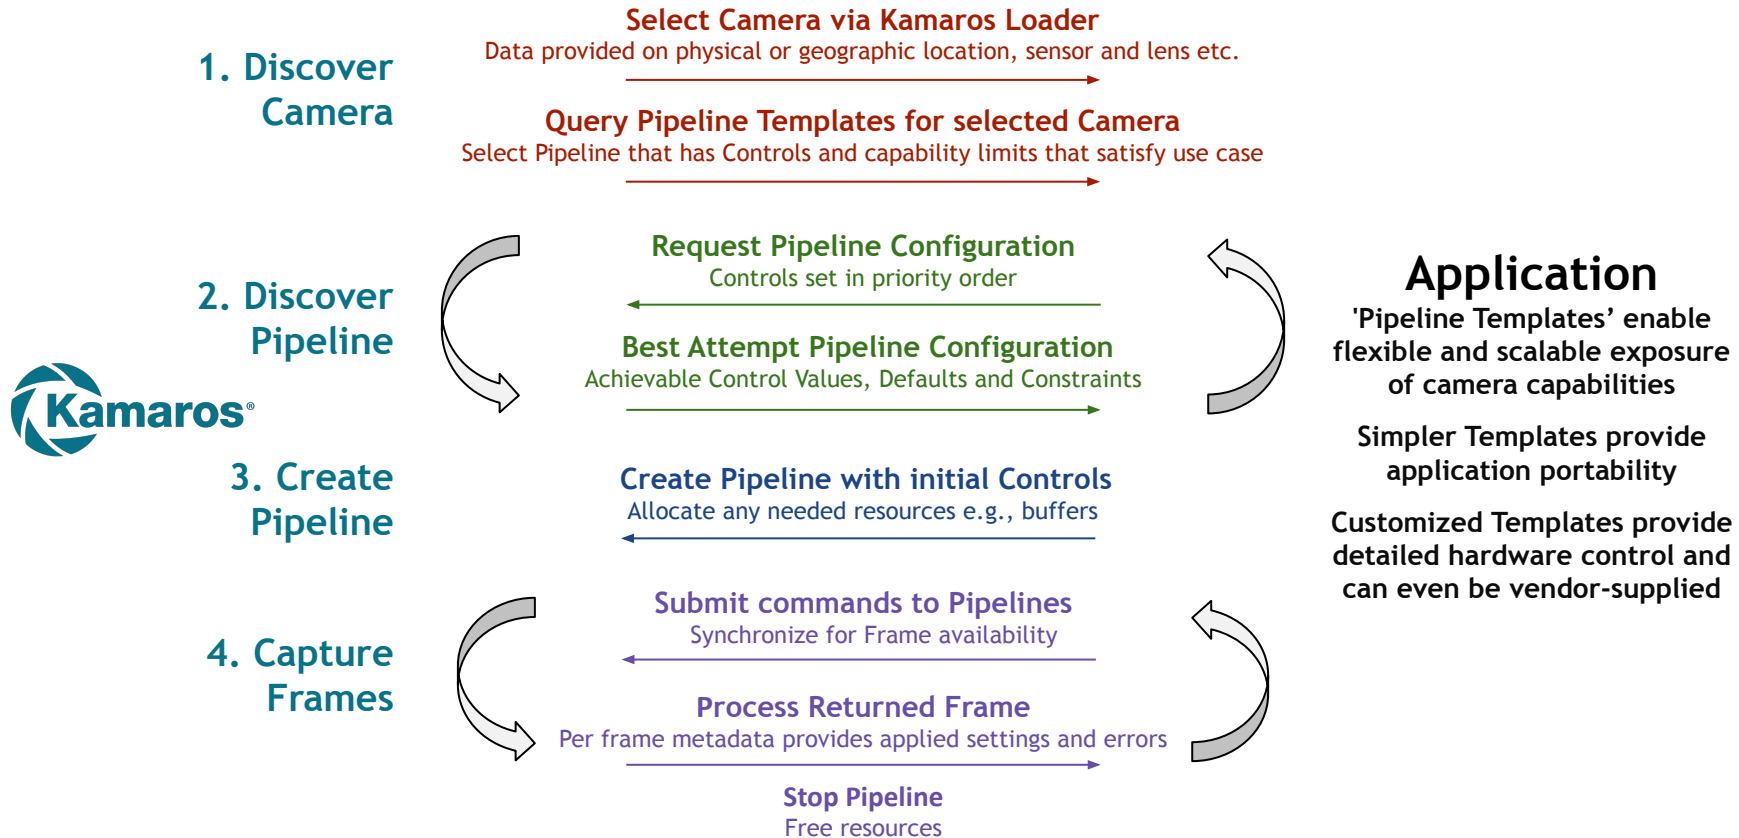 Select Camera via Kamaros Loader
Data provided on physical or geographic location, sensor and lens etc.
1. Discover
Camera
Query Pipeline Templates for selected Camera
Select Pipeline that has Controls and capability limits that satisfy use case
Request Pipeline Configuration
Controls set in priority order
2. Discover
Pipeline
Best Attempt Pipeline Configuration
Achievable Control Values, Defaults and Constraints
Kamaros®
3. Create
Pipeline
Create Pipeline with initial Controls
Allocate any needed resources e.g., buffers
Submit commands to Pipelines
Synchronize for Frame availability
4. Capture
Frames
Process Returned Frame
Per frame metadata provides applied settings and errors
Stop Pipeline
Free resources
Application
'Pipeline Templates’ enable
flexible and scalable exposure
of camera capabilities
Simpler Templates provide
application portability
Customized Templates provide
detailed hardware control and
can even be vendor-supplied